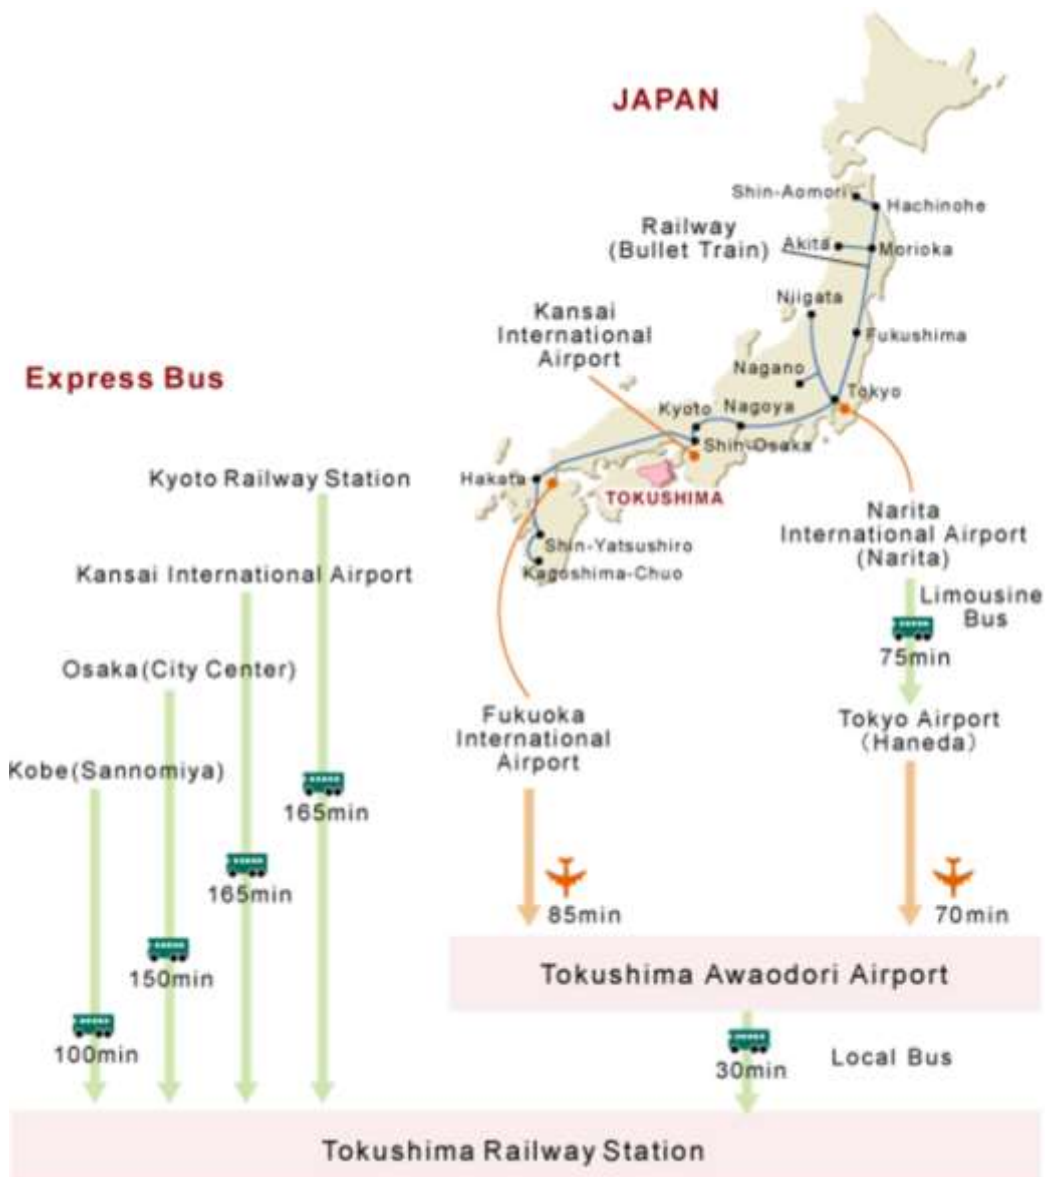 JAPAN
Shin-Aomori
Hachinohe
Railway
(Bullet Train)
Akita
Morioka
Niigata
Kansai
International
Airport
Fukushima
Nagano
Tokyo
Kyoto
Nagoya
Shin-Osaka
Hakata
TOKUSHIMA
Shin-Yatsushiro
Kagoshima-Chuo
Express Bus
Kyoto Railway Station
Kansai International Airport
Osaka(City Center)
Kobe(Sannomiya)
165min
165min
150min
100min
Narita
International Airport
(Narita)
Limousine
Bus
75min
Fukuoka
International
Airport
Tokyo Airport
(Haneda)
85min
70min
Tokushima Awaodori Airport
30min
Local Bus
Tokushima Railway Station